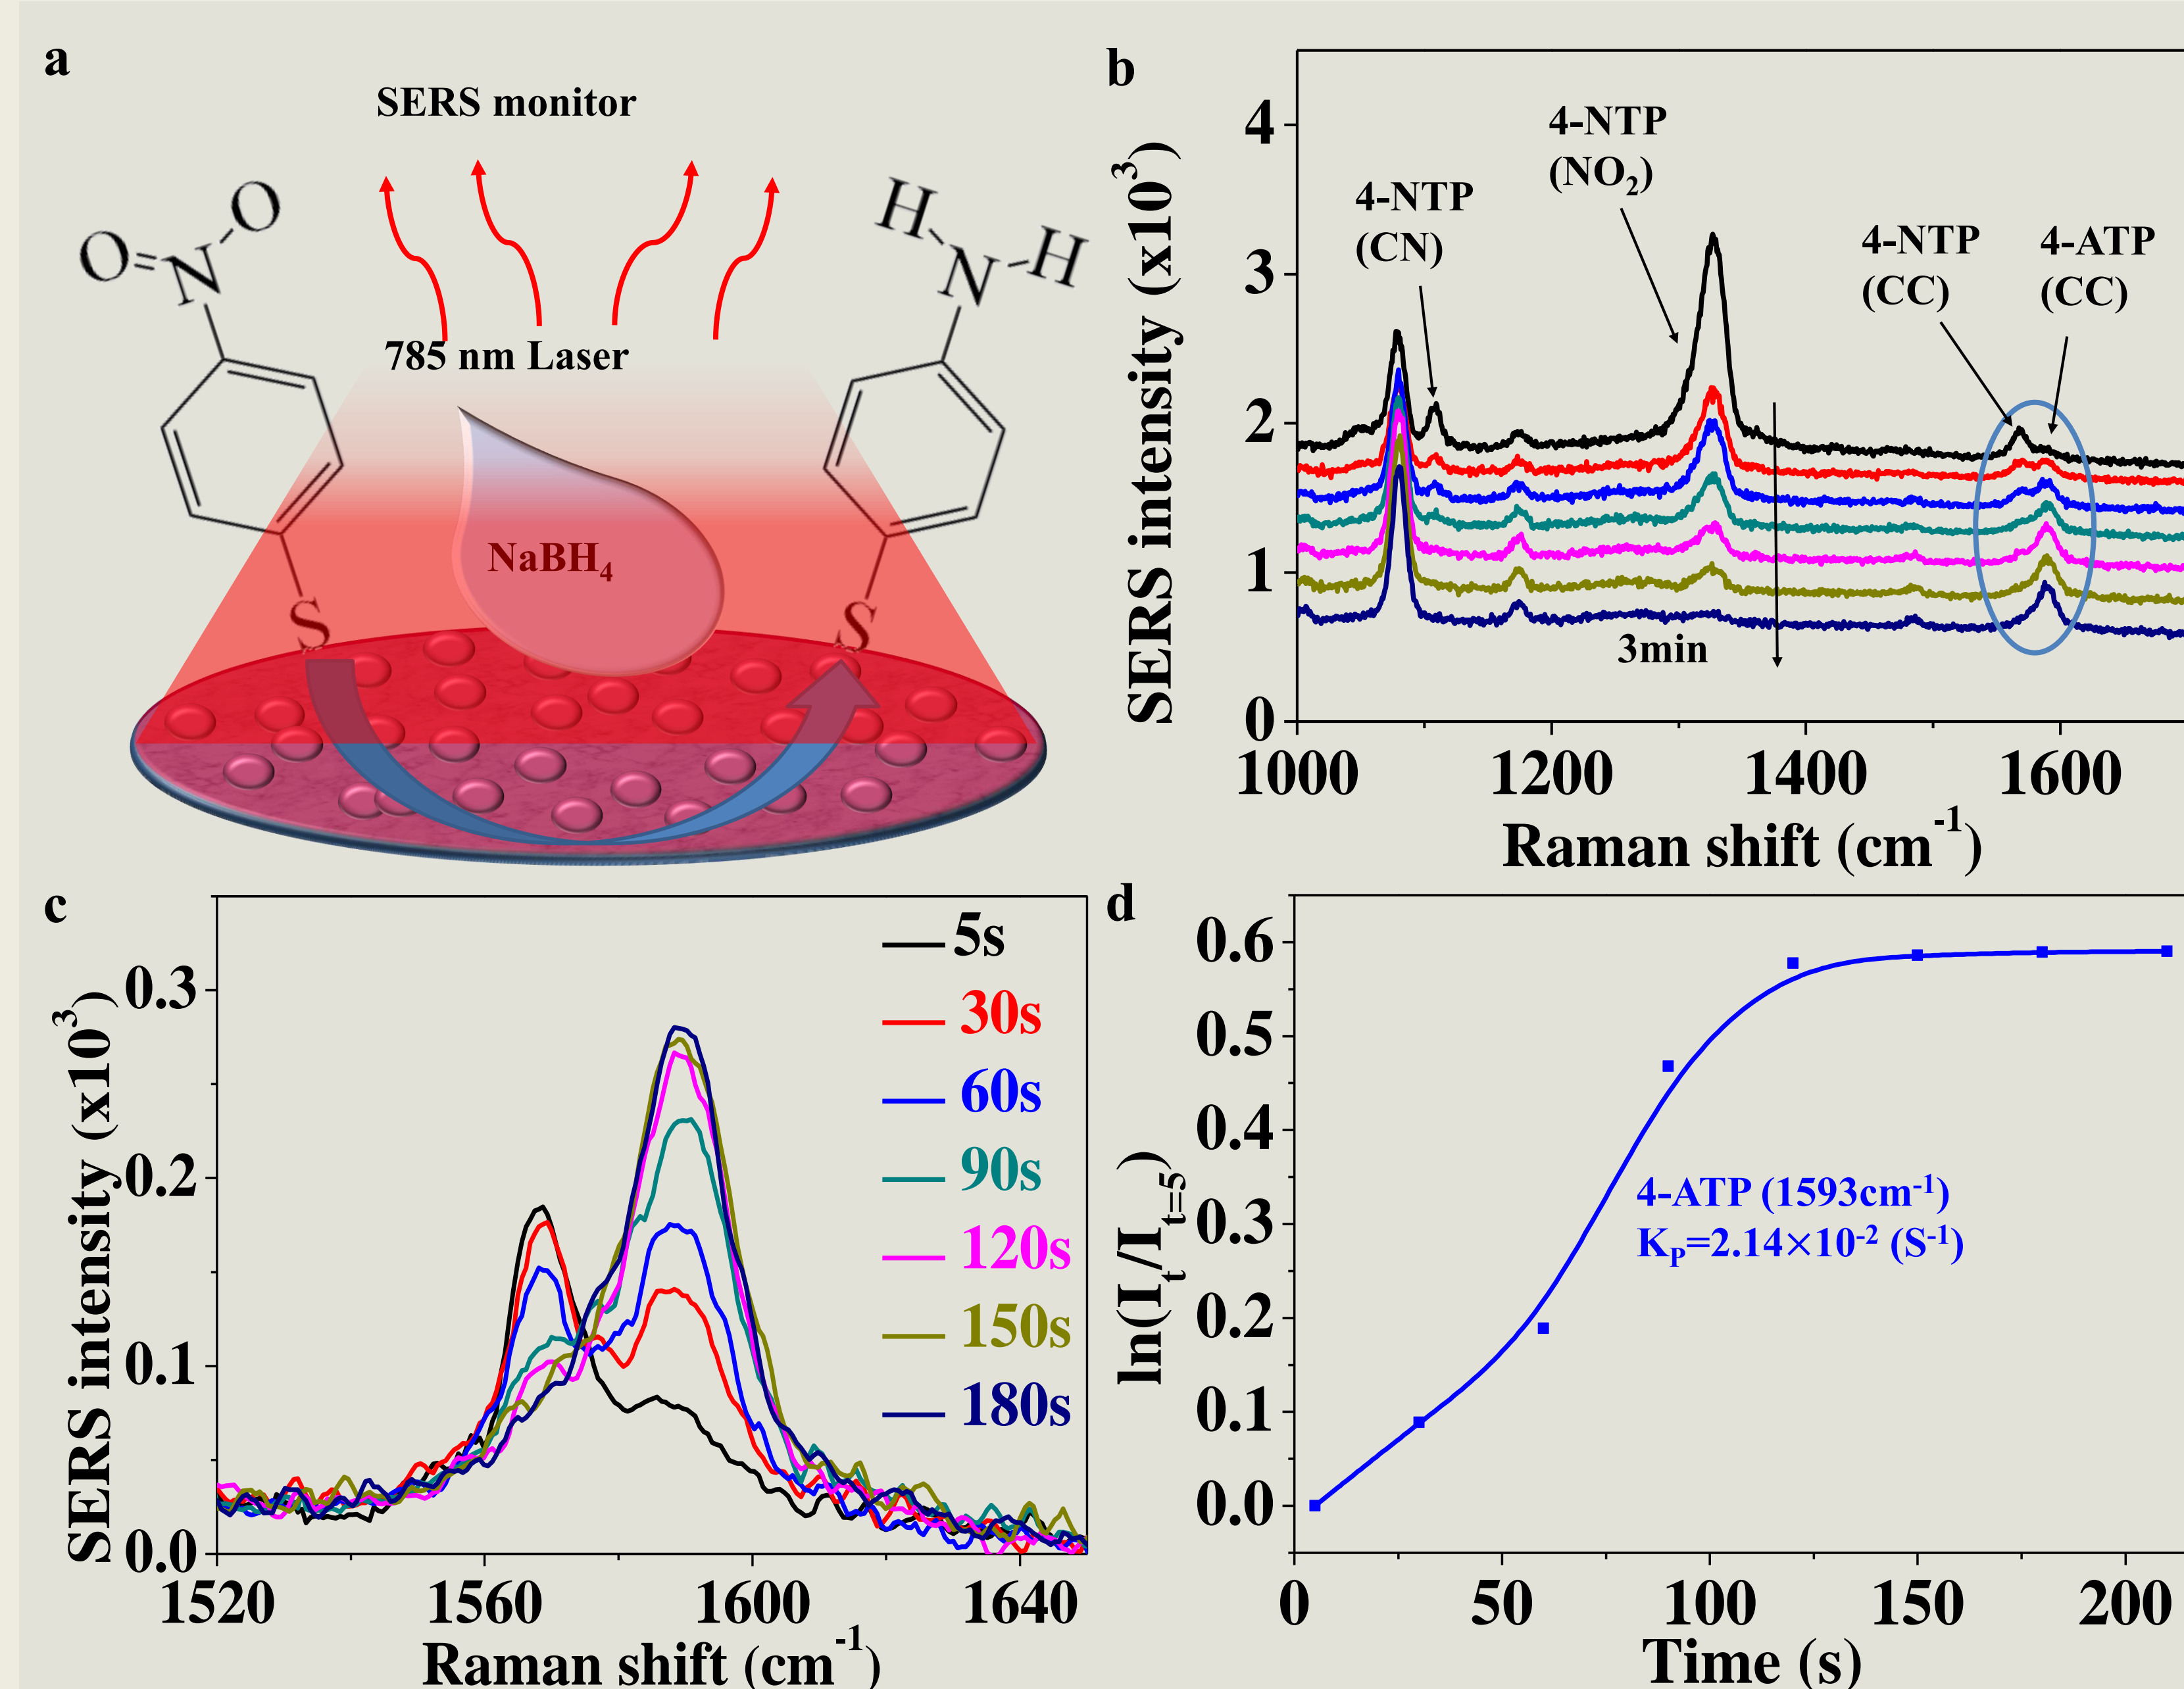 a
SERS monitor
O=N-O
H-N-H
785 nm Laser
NaBH₄
S
S
b
SERS intensity (x10³)
4
3
2
1
0
4-NTP
(CN)
4-NTP
(NO₂)
4-NTP
(CC)
4-ATP
(CC)
3min
1000 1200 1400 1600
Raman shift (cm⁻¹)
c
SERS intensity (x10³)
0.3
0.2
0.1
0.0
5s
30s
60s
90s
120s
150s
180s
1520 1560 1600 1640
Raman shift (cm⁻¹)
d
ln(Iₜ/Iₜ₌₅)
0.6
0.5
0.4
0.3
0.2
0.1
0.0
4-ATP (1593cm⁻¹)
K_P=2.14×10⁻² (S⁻¹)
0 50 100 150 200
Time (s)